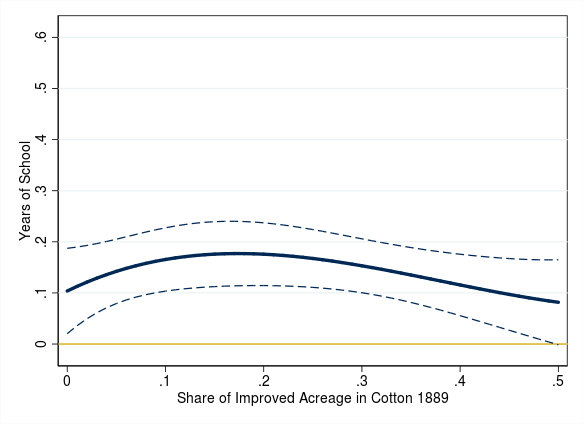 Years of School
.6
.5
.4
.3
.2
.1
0
0 .1 .2 .3 .4 .5
Share of Improved Acreage in Cotton 1889